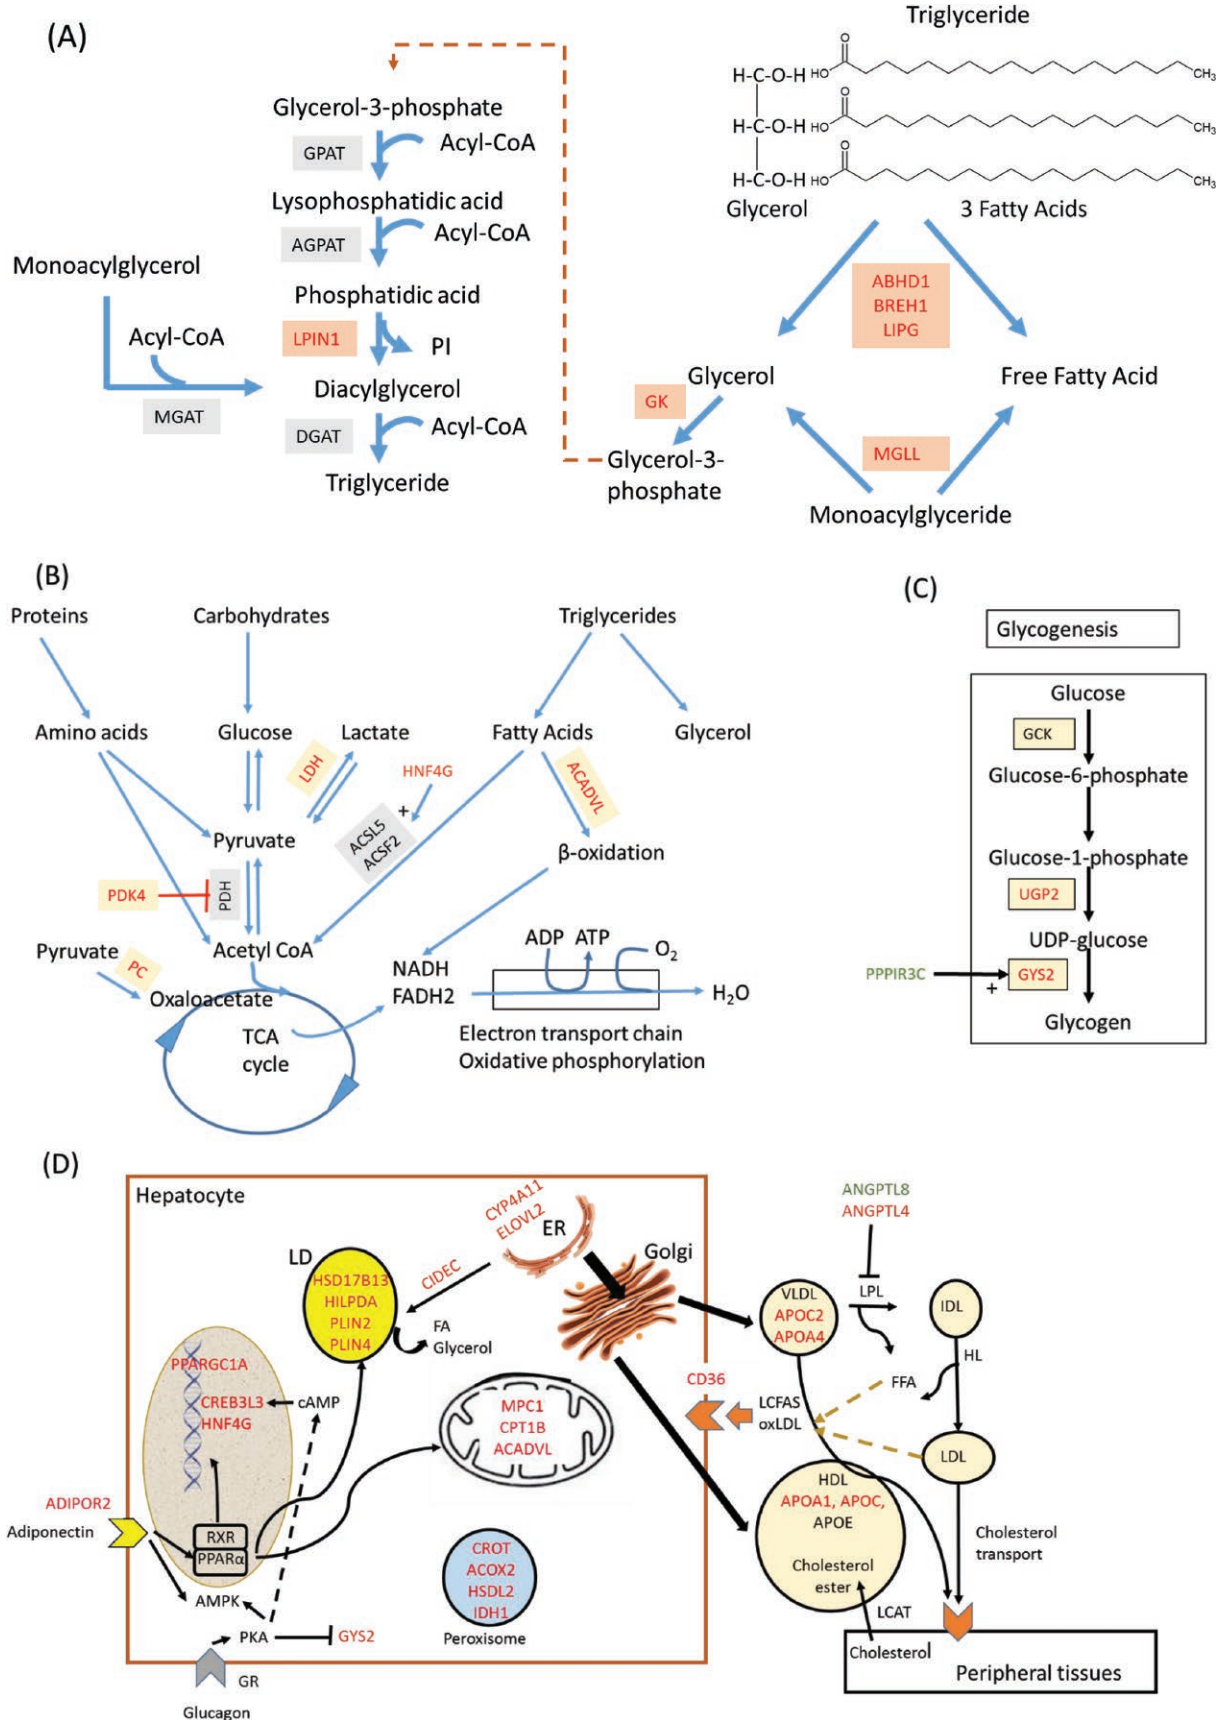 (A)
Triglyceride
O
H-C-O-H HO CH3
O
H-C-O-H HO CH3
O
H-C-O-H HO CH3
Glycerol
3 Fatty Acids
Glycerol-3-phosphate
GPAT
Acyl-CoA
Lysophosphatidic acid
AGPAT
Acyl-CoA
Monoacylglycerol
Phosphatidic acid
Acyl-CoA
LPIN1
PI
Diacylglycerol
MGAT
DGAT
Acyl-CoA
Triglyceride
ABHD1
BREH1
LIPG
Glycerol
Free Fatty Acid
GK
Glycerol-3-
phosphate
MGLL
Monoacylglyceride
(B)
Proteins
Carbohydrates
Triglycerides
Amino acids
Glucose
Lactate
Fatty Acids
Glycerol
LDH
HNF4G
+
ACSL5
ACSF2
ACADVL
Pyruvate
β-oxidation
PDK4
PDH
Pyruvate
PC
Acetyl CoA
Oxaloacetate
TCA
cycle
NADH
FADH2
ADP
ATP
O2
H2O
Electron transport chain
Oxidative phosphorylation
(C)
Glycogenesis
Glucose
GCK
Glucose-6-phosphate
Glucose-1-phosphate
UGP2
UDP-glucose
PPPIR3C
+
GYS2
Glycogen
(D)
Hepatocyte
CYP4A11
ELOVL2
ER
Golgi
LD
HSD17B13
HILPDA
PLIN2
PLIN4
CIDEC
FA
Glycerol
PPARGC1A
CREB3L3
HNF4G
cAMP
MPC1
CPT1B
ACADVL
ADIPOR2
Adiponectin
RXR
PPARα
AMPK
PKA
GYS2
GR
Glucagon
CROT
ACOX2
HSDL2
IDH1
Peroxisome
ANGPTL8
ANGPTL4
VLDL
APOC2
APOA4
LPL
IDL
HL
FFA
CD36
LCFAS
oxLDL
LDL
HDL
APOA1, APOC,
APOE
Cholesterol
ester
Cholesterol
transport
LCAT
Cholesterol
Peripheral tissues